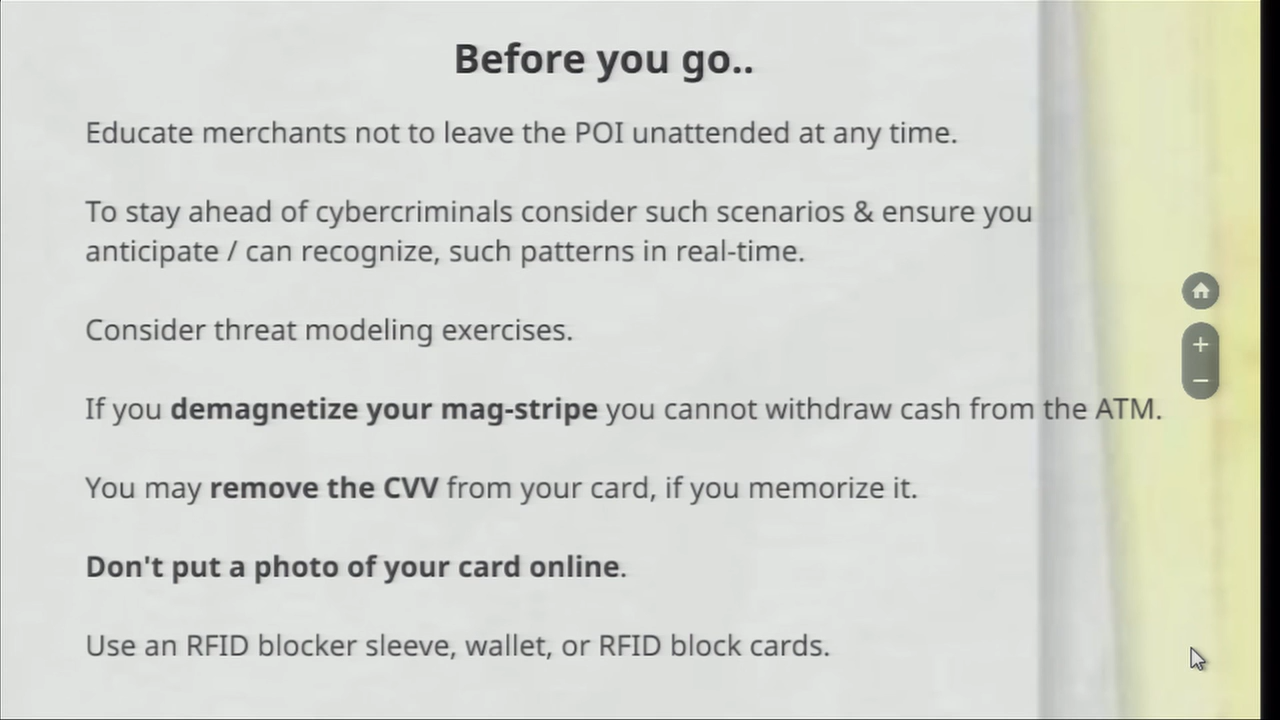 Before you go..
Educate merchants not to leave the POI unattended at any time.
To stay ahead of cybercriminals consider such scenarios & ensure you
anticipate / can recognize, such patterns in real-time.
Consider threat modeling exercises.
If you demagnetize your mag-stripe you cannot withdraw cash from the ATM.
You may remove the CVV from your card, if you memorize it.
Don't put a photo of your card online.
Use an RFID blocker sleeve, wallet, or RFID block cards.